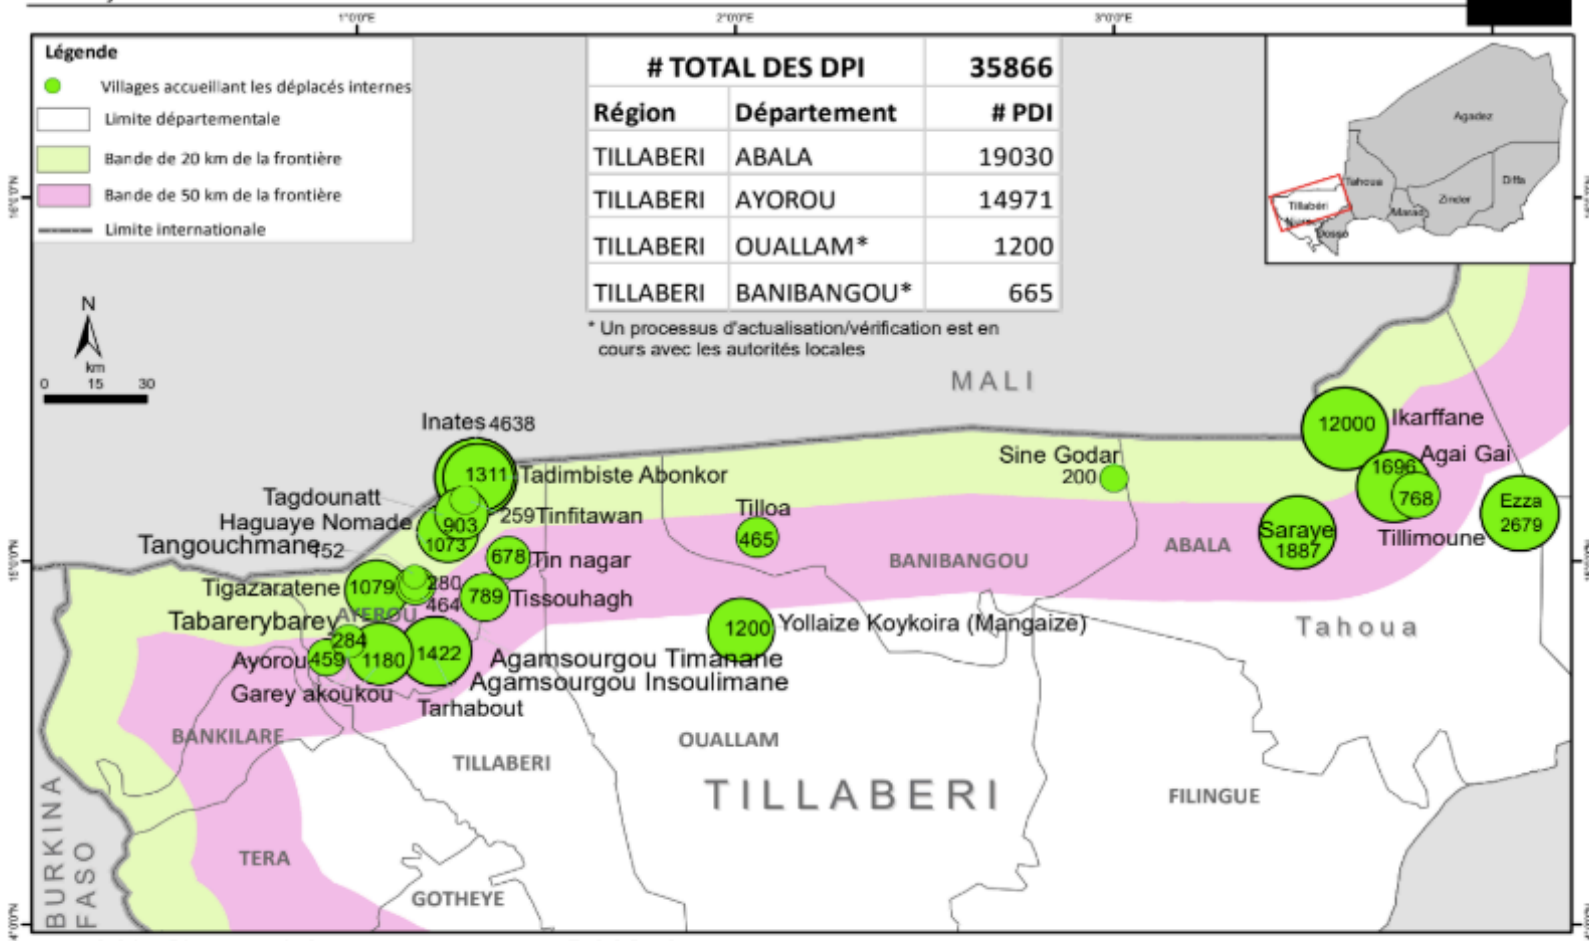 1°0'0"E
2°0'0"E
3°0'0"E
Légende
Villages accueillant les déplacés internes
Limite départementale
Bande de 20 km de la frontière
Bande de 50 km de la frontière
Limite internationale
# TOTAL DES DPI 35866
Région Département # PDI
TILLABERI ABALA 19030
TILLABERI AYOROU 14971
TILLABERI OUALLAM* 1200
TILLABERI BANIBANGOU* 665
* Un processus d'actualisation/vérification est en
cours avec les autorités locales
Agadez
Tahoua
Diffa
Zinder
Maradi
Tillabéri
Dosso
N
km
0 15 30
MALI
Inates 4638
1311 Tadimbiste Abonkor
Tagdounatt
259 Tinfitawan
Haguaye Nomade
903
1073
Tangouchmane
152
678 Tin nagar
Tigazaratene 1079
280
464
789 Tissouhagh
AYEROU
Tabarerybarey
284
Ayorou 459
1180
1422
Agamsourgou Timanane
Agamsourgou Insoulimane
Garey akoukou
Tarhabout
Tilloa
465
1200 Yollaize Koykoira (Mangaize)
Sine Godar
200
12000 Ikarffane
1696 Agai Gai
768
Tillimoune
Ezza
2679
Saraye
1887
BANIBANGOU
ABALA
Tahoua
BANKILARE
TILLABERI
OUALLAM
TILLABERI
FILINGUE
TERA
GOTHEYE
BURKINA
FASO
16°0'0"N
15°0'0"N